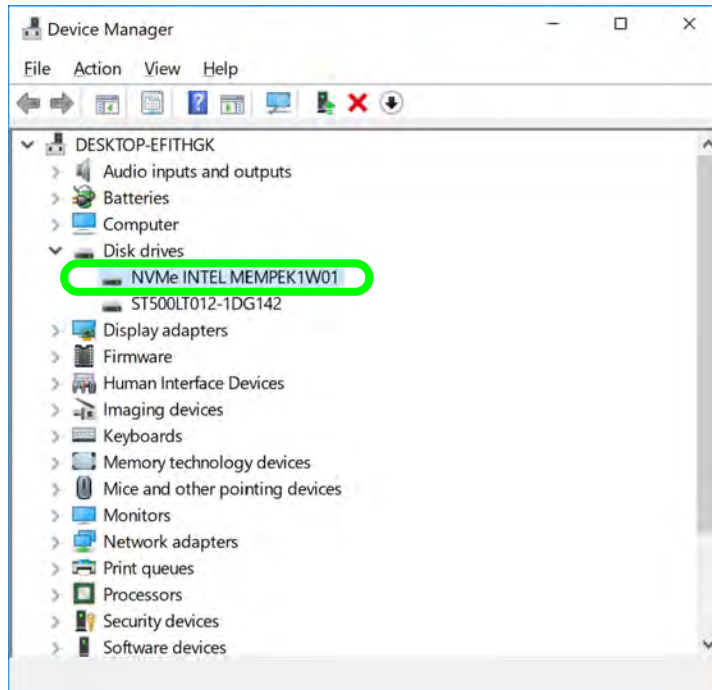 Device Manager
File Action View Help
DESKTOP-EFITHGK
Audio inputs and outputs
Batteries
Computer
Disk drives
NVMe INTEL MEMPEK1W01
ST500LT012-1DG142
Display adapters
Firmware
Human Interface Devices
Imaging devices
Keyboards
Memory technology devices
Mice and other pointing devices
Monitors
Network adapters
Print queues
Processors
Security devices
Software devices